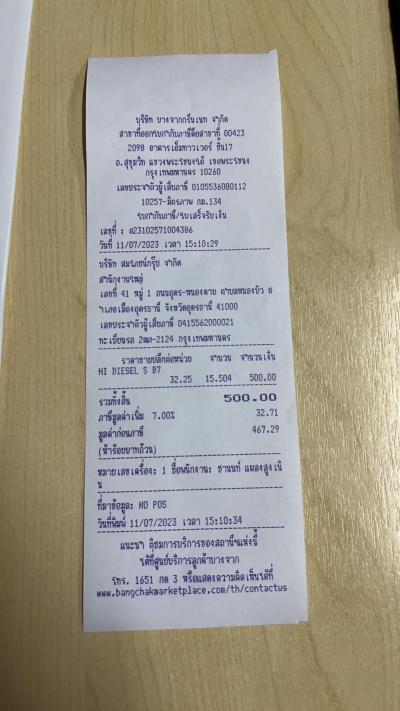 บริษัท บางจากกรีนเนท จำกัด
สาขาที่ออกใบกำกับภาษีคือสาขาที่ 00423
2098 อาคารเอ็มทาวเวอร์ ชั้น17
ถ.สุขุมวิท แขวงพระโขนงใต้ เขตพระโขนง
กรุงเทพมหานคร 10260
เลขประจำตัวผู้เสียภาษี 0105536080112
10257-มิตรภาพ กม.134
ใบกำกับภาษี/ใบเสร็จรับเงิน
เลขที่ : 23102571004386
วันที่ 11/07/2023 เวลา 15:10:29
บริษัท กรุ๊ป จำกัด
สำนักงานใหญ่
เลขที่ 41 หมู่ 1 ถนนอุดร-หนองคาย ตำบลหนองบัว อ
ำเภอเมืองอุดรธานี จังหวัดอุดรธานี 41000
เลขประจำตัวผู้เสียภาษี 0415562000021
ทะเบียนรถ -2124 กรุงเทพมหานคร
ราคาขายปลีกต่อหน่วย จำนวน จำนวนเงิน
HI DIESEL S B7
32.25 15.504 500.00
รวมทั้งสิ้น 500.00
ภาษีมูลค่าเพิ่ม 7.00% 32.71
มูลค่าก่อนภาษี 467.29
(ห้าร้อยบาทถ้วน)
หมายเลขเครื่อง: 1 ชื่อพนักงาน: ชานนท์ แผลงสูงเนิ
น
ที่มาข้อมูล: NO POS
วันที่พิมพ์ 11/07/2023 เวลา 15:10:34
แนะนำ ติชมการบริการของสถานีฯแห่งนี้
ได้ที่ศูนย์บริการลูกค้าบางจาก
โทร. 1651 กด 3 หรือแสดงความคิดเห็นได้ที่
www.bangchakmarketplace.com/th/contactus